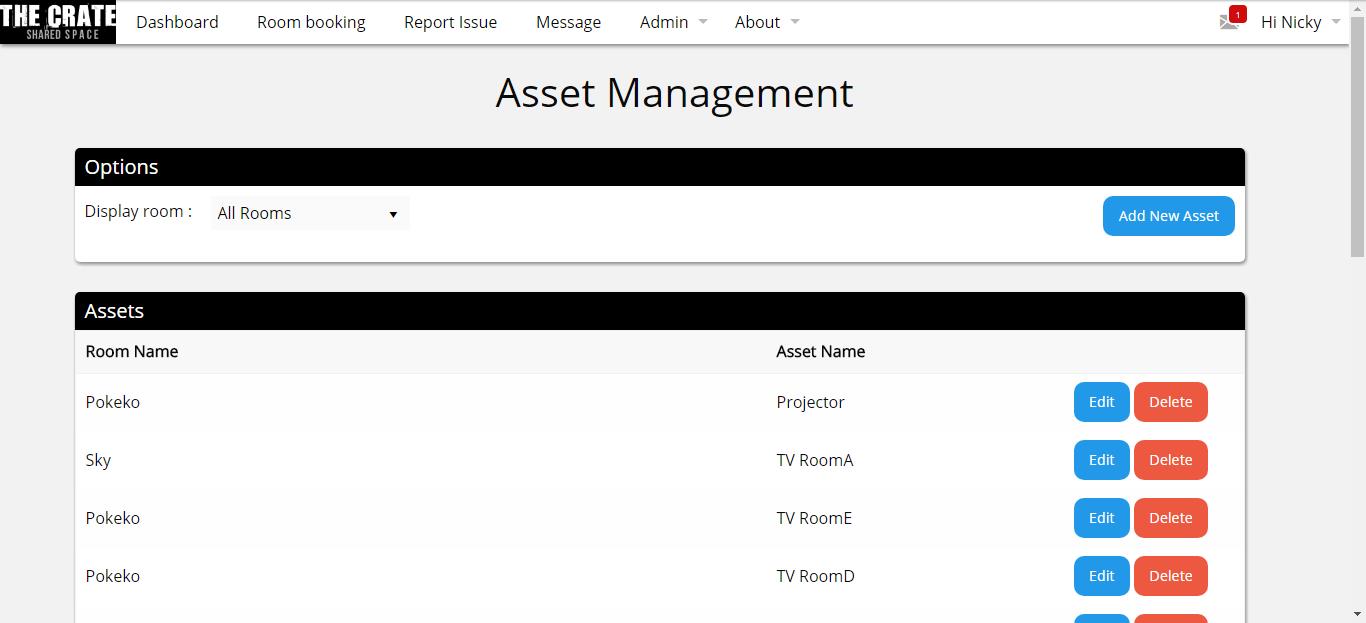 THE CRATE
SHARED SPACE
Dashboard Room booking Report Issue Message Admin About 1 Hi Nicky
Asset Management
Options
Display room : All Rooms Add New Asset
Assets
Room Name Asset Name
Pokeko Projector Edit Delete
Sky TV RoomA Edit Delete
Pokeko TV RoomE Edit Delete
Pokeko TV RoomD Edit Delete